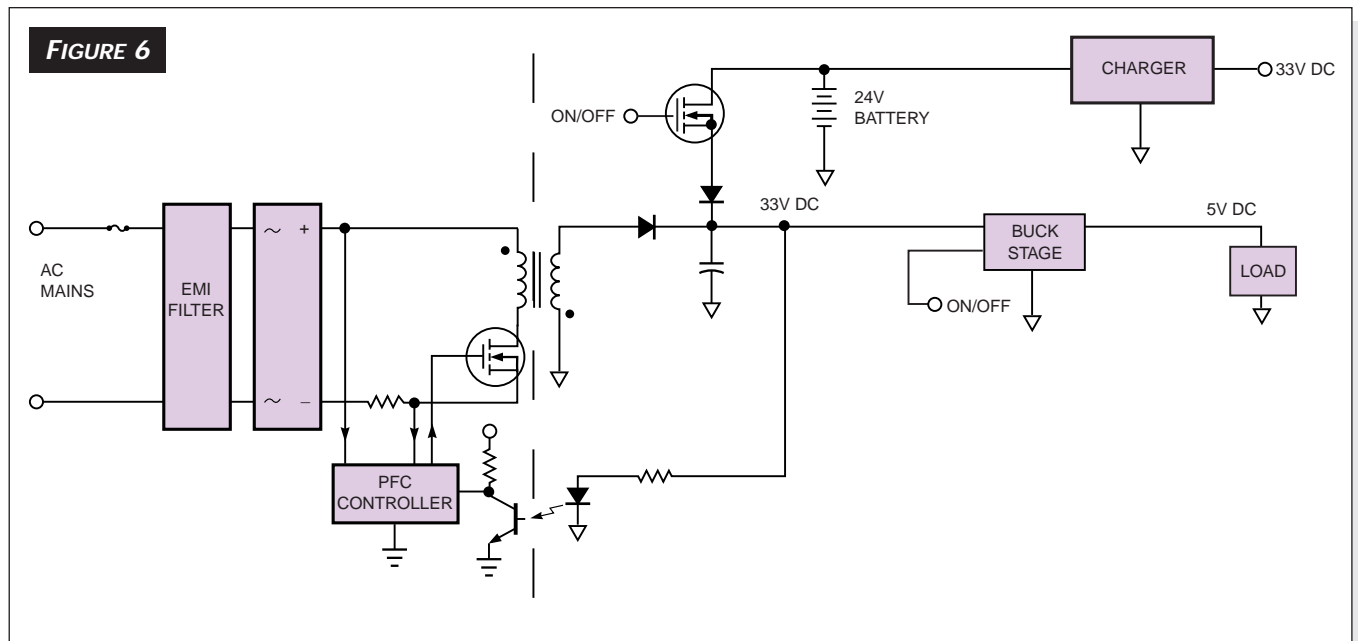 FIGURE 6
CHARGER
33V DC
ON/OFF
24V
BATTERY
33V DC
5V DC
BUCK
STAGE
LOAD
ON/OFF
AC
MAINS
EMI
FILTER
~ +
~ −
PFC
CONTROLLER